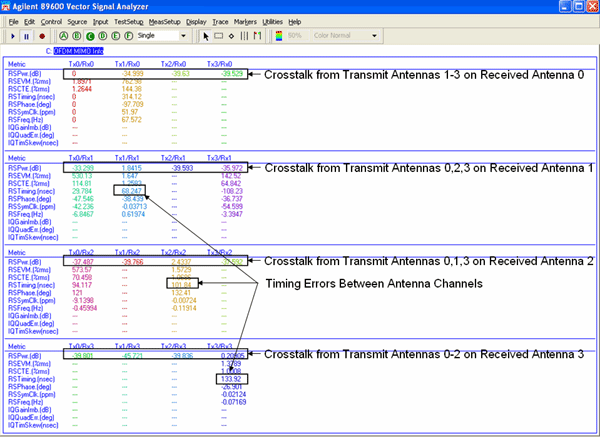 Agilent 89600 Vector Signal Analyzer
File Edit Control Source Input TestSetup MeasSetup Display Trace Markers Utilities Help
A B C D E F Single 50% Color Normal
C: OFDM MIMO Info
Metric Tx0/Rx0 Tx1/Rx0 Tx2/Rx0 Tx3/Rx0
RSPwr.(dB) 0 -34.999 -39.63 -39.529 Crosstalk from Transmit Antennas 1-3 on Received Antenna 0
RSEVM.(%rms) 1.8971 762.98 ---
RSCTE.(%rms) 1.2644 144.38 --- ---
RSTiming.(nsec) 0 314.12 --- ---
RSPhase.(deg) 0 -97.709 --- ---
RSSymClk.(ppm) 0 51.97 --- ---
RSFreq.(Hz) 0 67.572 --- ---
IQGainImb.(dB) --- --- --- ---
IQQuadErr.(deg) --- --- --- ---
IQTimSkew(nsec) --- --- --- ---
Metric Tx0/Rx1 Tx1/Rx1 Tx2/Rx1 Tx3/Rx1
RSPwr.(dB) -33.299 1.8415 -39.593 -35.972 Crosstalk from Transmit Antennas 0,2,3 on Received Antenna 1
RSEVM.(%rms) 530.13 1.647 --- 142.52
RSCTE.(%rms) 114.81 --- 64.842
RSTiming.(nsec) 29.784 68.247 --- -108.23
RSPhase.(deg) -47.546 -38.439 --- -36.737
RSSymClk.(ppm) -42.236 -0.03713 --- -54.599
RSFreq.(Hz) -6.8467 0.61974 --- -3.3947
IQGainImb.(dB) --- --- --- ---
IQQuadErr.(deg) --- --- --- ---
IQTimSkew(nsec) --- --- --- ---
Metric Tx0/Rx2 Tx1/Rx2 Tx2/Rx2 Tx3/Rx2
RSPwr.(dB) -37.487 -39.766 2.4332 Crosstalk from Transmit Antennas 0,1,3 on Received Antenna 2
RSEVM.(%rms) 573.57 --- 1.5729 ---
RSCTE.(%rms) 70.458 --- ---
RSTiming.(nsec) 94.117 --- 101.84 --- Timing Errors Between Antenna Channels
RSPhase.(deg) 121 --- 132.41 ---
RSSymClk.(ppm) -9.1398 --- -0.00724 ---
RSFreq.(Hz) -0.45994 --- -0.11914 ---
IQGainImb.(dB) --- --- --- ---
IQQuadErr.(deg) --- --- --- ---
IQTimSkew(nsec) --- --- --- ---
Metric Tx0/Rx3 Tx1/Rx3 Tx2/Rx3 Tx3/Rx3
RSPwr.(dB) -39.801 -45.721 -39.836 0.20905 Crosstalk from Transmit Antennas 0-2 on Received Antenna 3
RSEVM.(%rms) --- --- --- 1.3789
RSCTE.(%rms) --- --- ---
RSTiming.(nsec) --- --- --- 133.92
RSPhase.(deg) --- --- --- -26.901
RSSymClk.(ppm) --- --- --- -0.02124
RSFreq.(Hz) --- --- --- -0.07169
IQGainImb.(dB) --- --- --- ---
IQQuadErr.(deg) --- --- --- ---
IQTimSkew(nsec) --- --- --- ---